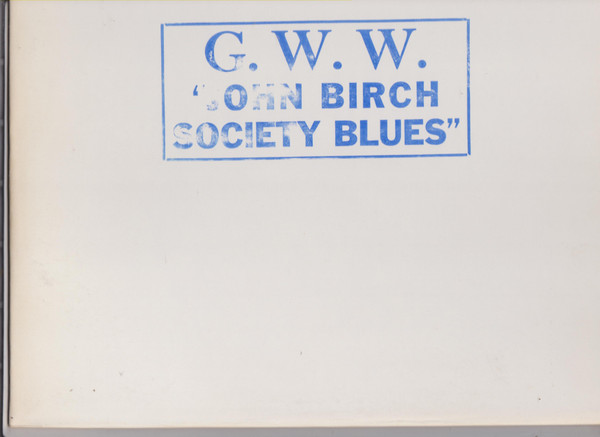 G. W. W.
"JOHN BIRCH
SOCIETY BLUES"